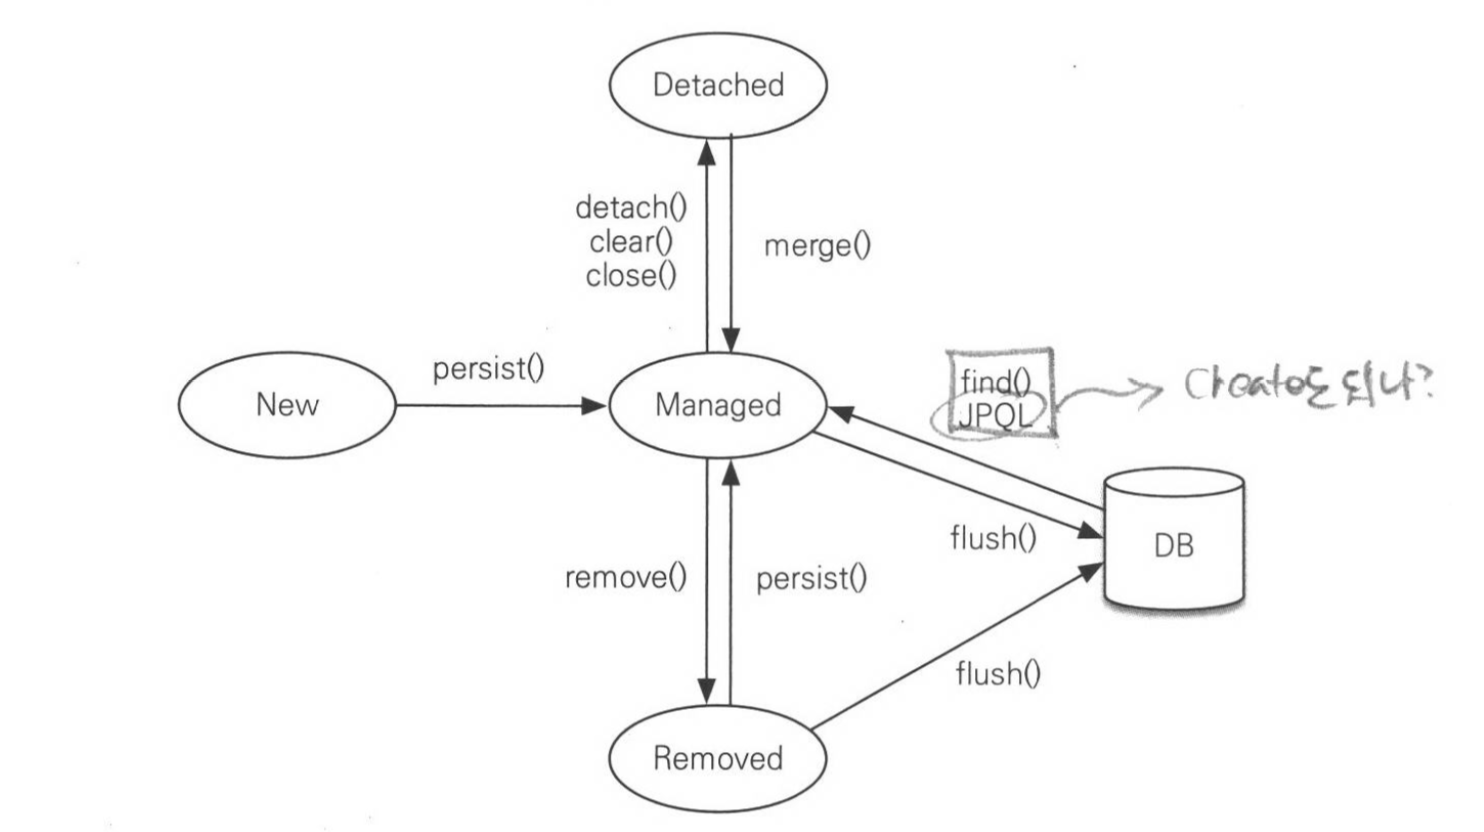 Detached
detach()
clear()
close()
merge()
New
persist()
Managed
find()
JPQL
Create도 되나?
flush()
DB
remove()
persist()
flush()
Removed